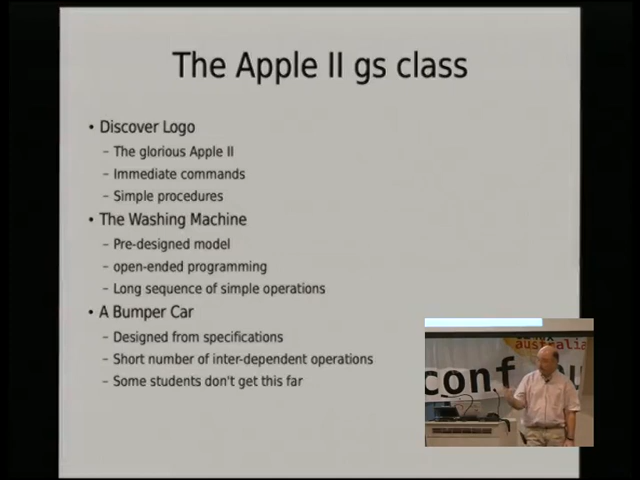 The Apple II gs class
• Discover Logo
– The glorious Apple II
– Immediate commands
– Simple procedures
• The Washing Machine
– Pre-designed model
– open-ended programming
– Long sequence of simple operations
• A Bumper Car
– Designed from specifications
– Short number of inter-dependent operations
– Some students don't get this far
australia
conf